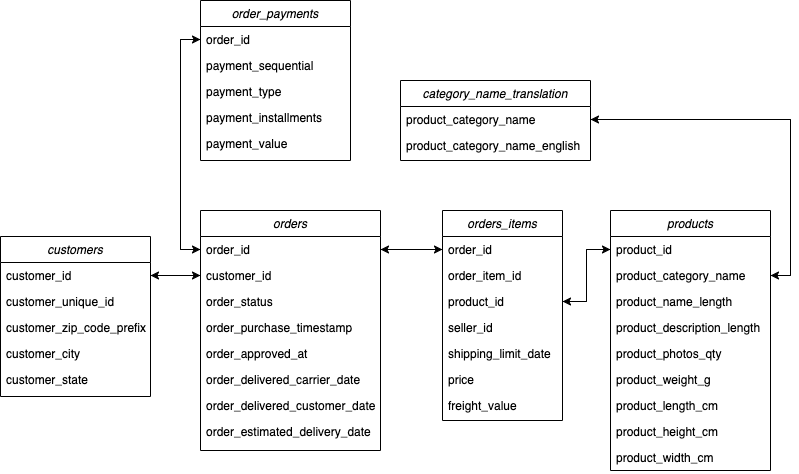 order_payments
order_id
payment_sequential
payment_type
payment_installments
payment_value
category_name_translation
product_category_name
product_category_name_english
customers
customer_id
customer_unique_id
customer_zip_code_prefix
customer_city
customer_state
orders
order_id
customer_id
order_status
order_purchase_timestamp
order_approved_at
order_delivered_carrier_date
order_delivered_customer_date
order_estimated_delivery_date
orders_items
order_id
order_item_id
product_id
seller_id
shipping_limit_date
price
freight_value
products
product_id
product_category_name
product_name_length
product_description_length
product_photos_qty
product_weight_g
product_length_cm
product_height_cm
product_width_cm